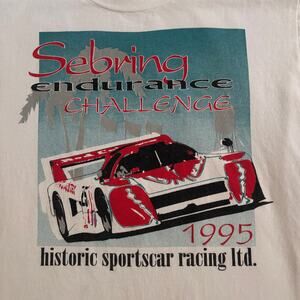 Sebring
endurance
CHALLENGE
1995
historic sportscar racing ltd.